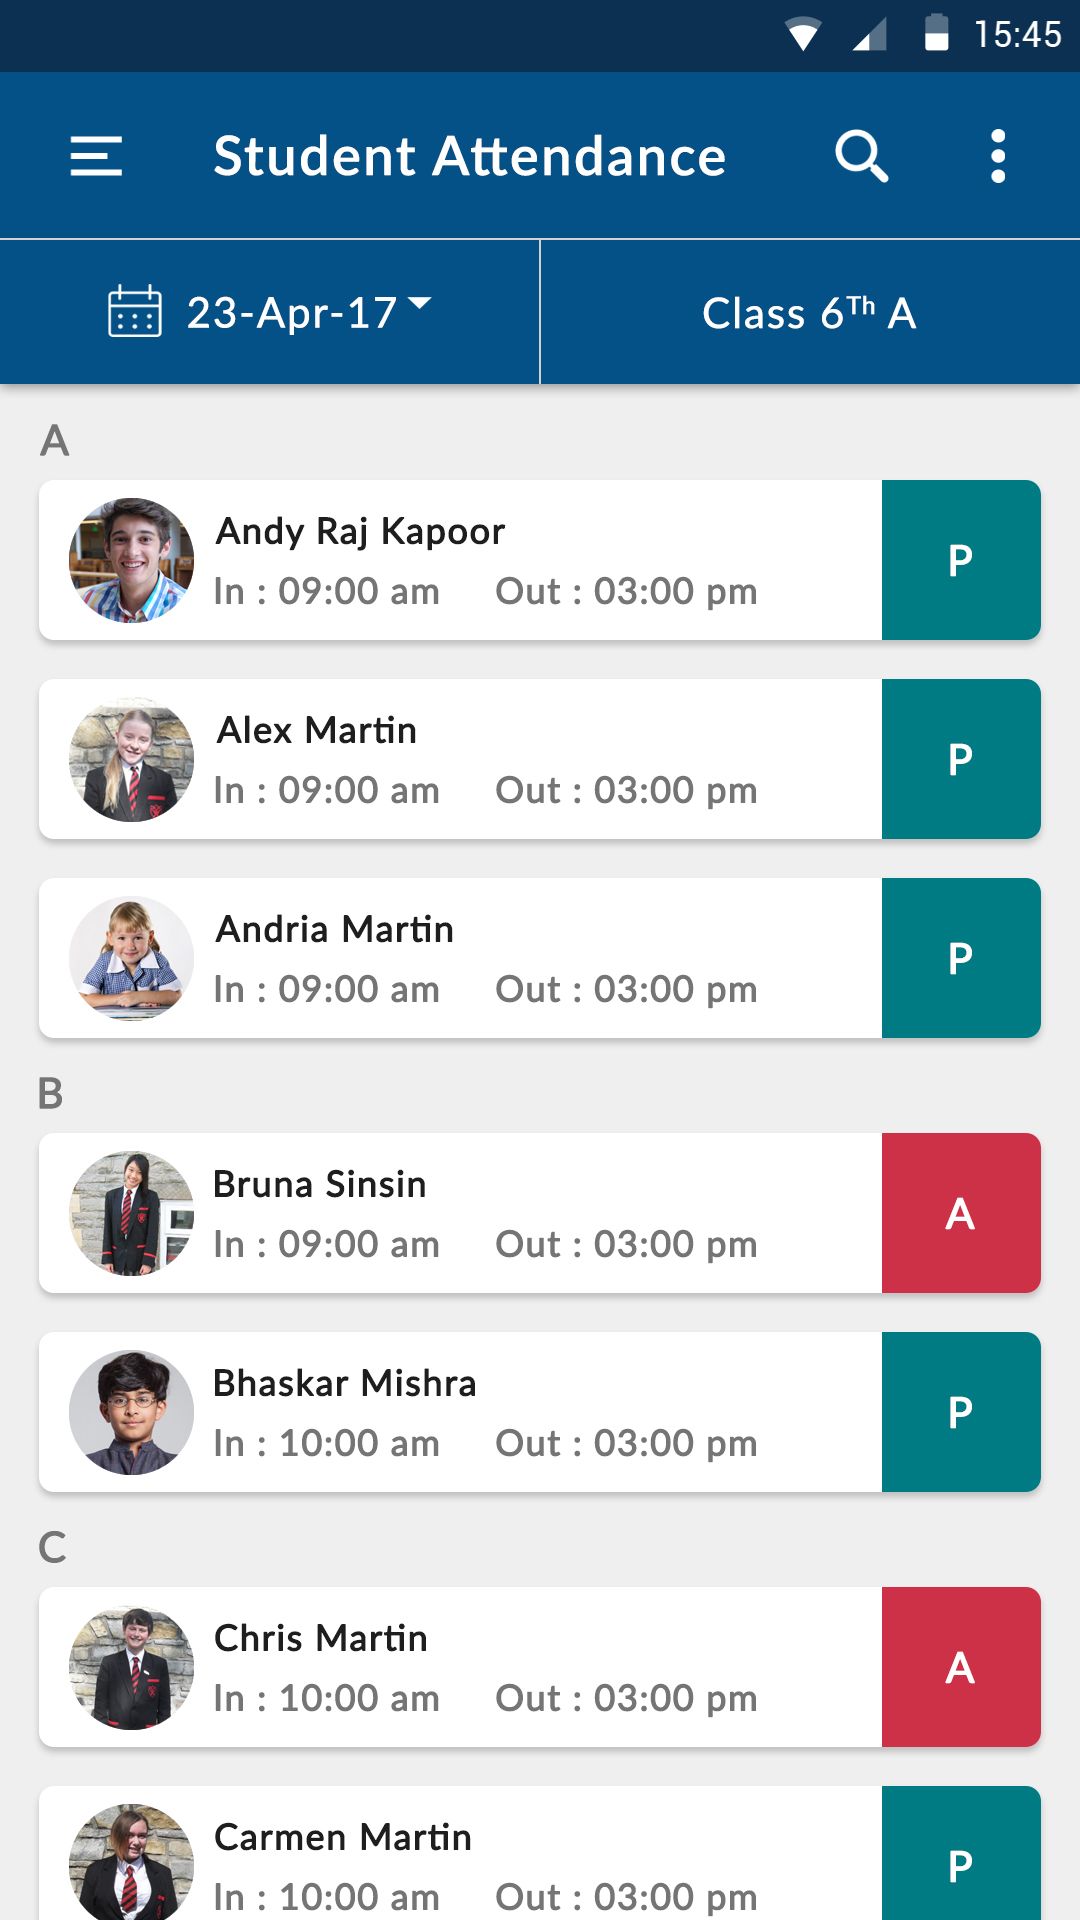 15:45
Student Attendance
23-Apr-17
Class 6Th A
A
Andy Raj Kapoor
In : 09:00 am Out : 03:00 pm
P
Alex Martin
In : 09:00 am Out : 03:00 pm
P
Andria Martin
In : 09:00 am Out : 03:00 pm
P
B
Bruna Sinsin
In : 09:00 am Out : 03:00 pm
A
Bhaskar Mishra
In : 10:00 am Out : 03:00 pm
P
C
Chris Martin
In : 10:00 am Out : 03:00 pm
A
Carmen Martin
In : 10:00 am Out : 03:00 pm
P